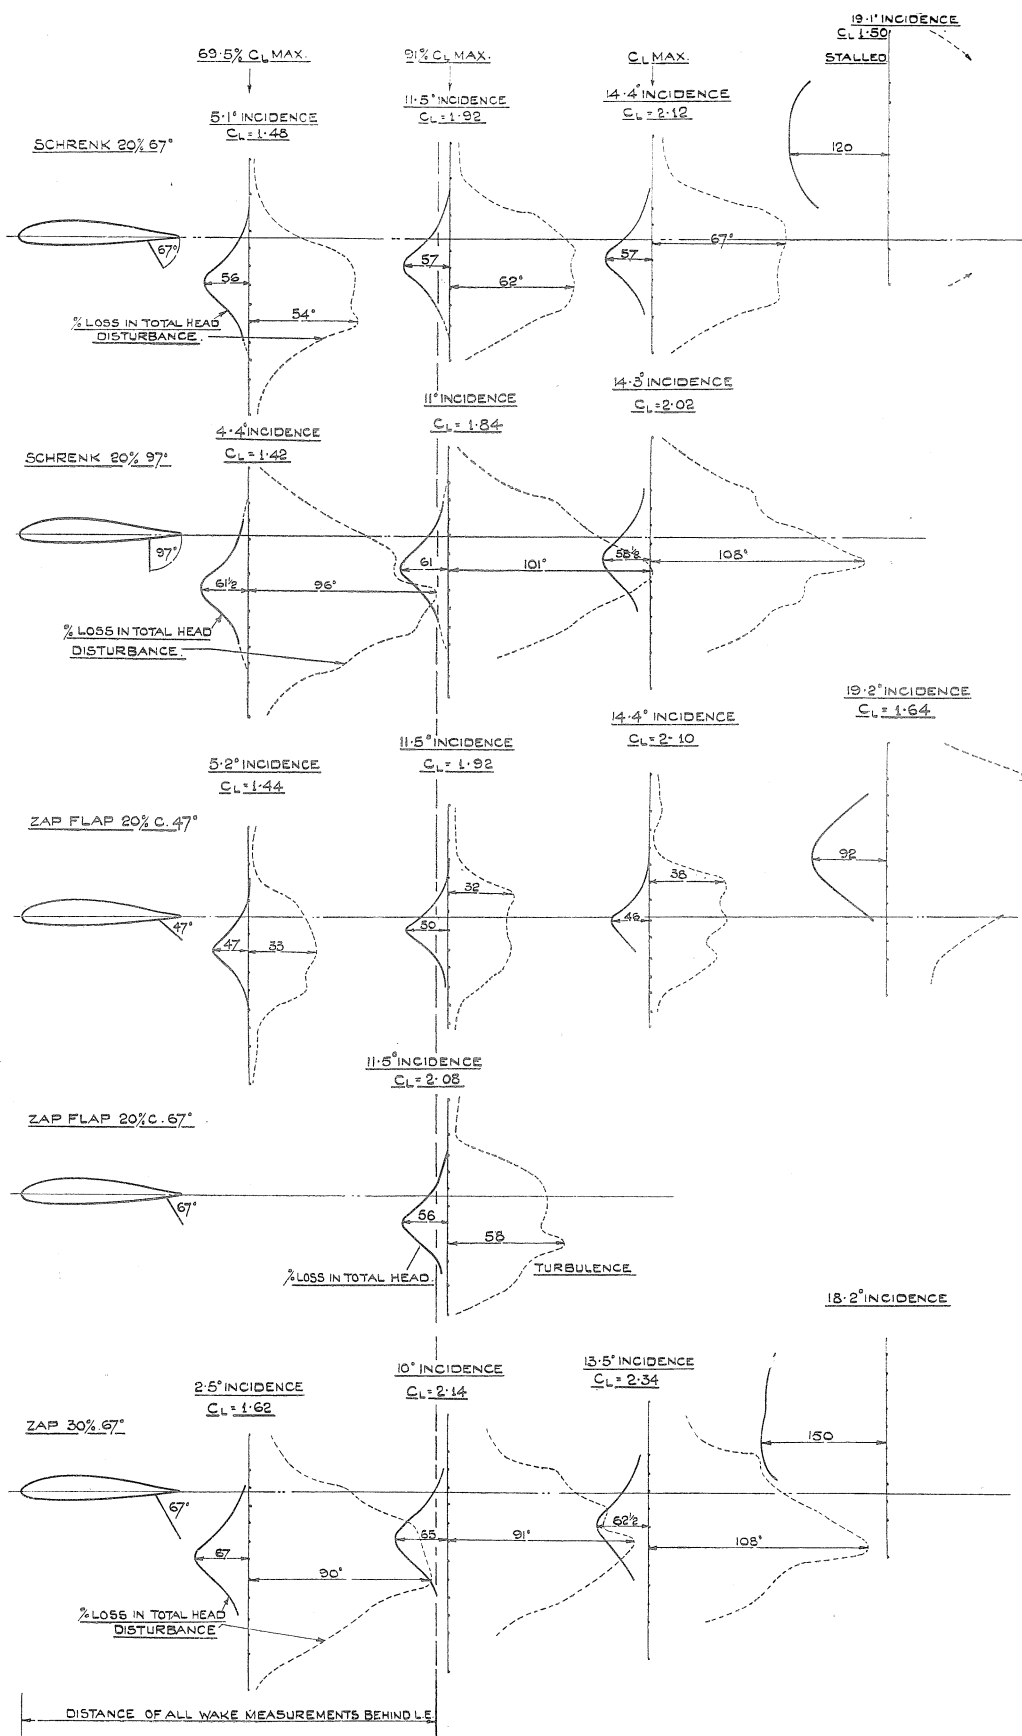 69·5% CL MAX.
91% CL MAX.
CL MAX.
19·1° INCIDENCE
CL 1·50
STALLED
SCHRENK 20% 67°
5·1° INCIDENCE
CL = 1·48
11·5° INCIDENCE
CL = 1·92
14·4° INCIDENCE
CL = 2·12
120
67°
56
54°
57
62°
57
67°
% LOSS IN TOTAL HEAD
DISTURBANCE.
SCHRENK 20% 97°
4·4° INCIDENCE
CL = 1·42
11° INCIDENCE
CL = 1·84
14·3° INCIDENCE
CL = 2·02
97°
61½
96°
61
101°
58½
108°
% LOSS IN TOTAL HEAD
DISTURBANCE.
ZAP FLAP 20% C. 47°
5·2° INCIDENCE
CL = 1·44
11·5° INCIDENCE
CL = 1·92
14·4° INCIDENCE
CL = 2·10
19·2° INCIDENCE
CL = 1·64
47°
47
33
50
32
46
38
92
ZAP FLAP 20% C. 67°
11·5° INCIDENCE
CL = 2·08
67°
56
58
% LOSS IN TOTAL HEAD.
TURBULENCE
ZAP 30% 67°
2·5° INCIDENCE
CL = 1·62
10° INCIDENCE
CL = 2·14
13·5° INCIDENCE
CL = 2·34
18·2° INCIDENCE
67°
67
90°
65
91°
62½
108°
150
% LOSS IN TOTAL HEAD
DISTURBANCE
DISTANCE OF ALL WAKE MEASUREMENTS BEHIND L.E.